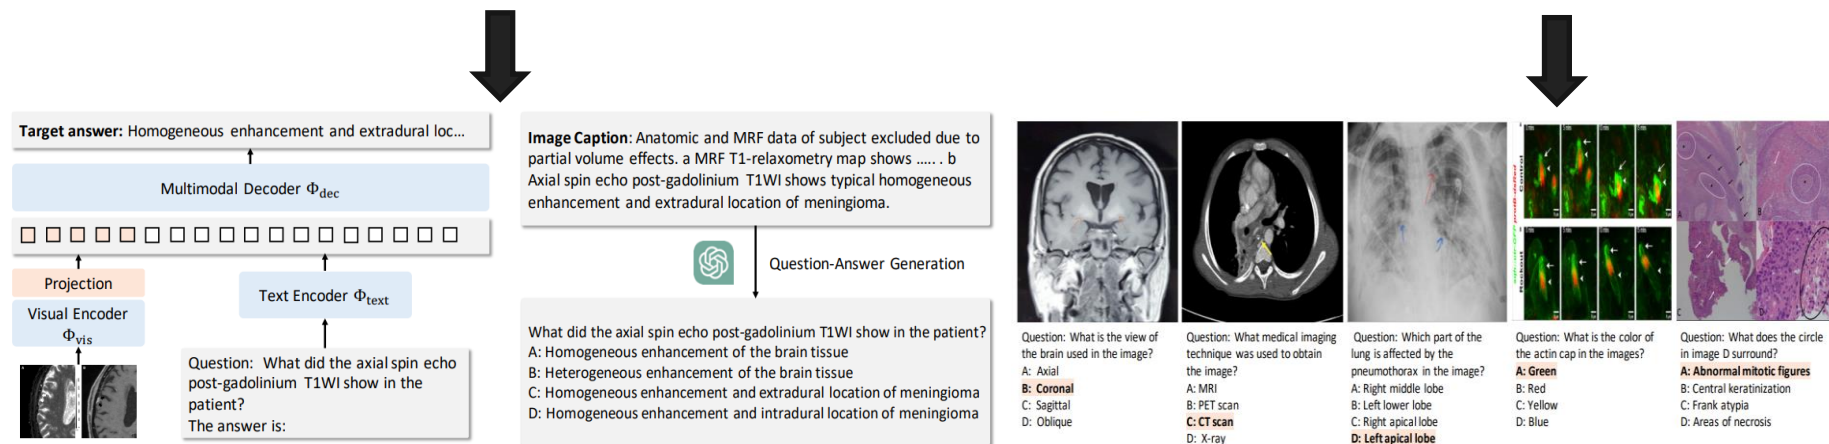 Target answer: Homogeneous enhancement and extradural loc...
Multimodal Decoder Φdec
Projection
Visual Encoder
Φvis
Text Encoder Φtext
Question: What did the axial spin echo
post-gadolinium T1WI show in the
patient?
The answer is:
Image Caption: Anatomic and MRF data of subject excluded due to
partial volume effects. a MRF T1-relaxometry map shows ..... . b
Axial spin echo post-gadolinium T1WI shows typical homogeneous
enhancement and extradural location of meningioma.
Question-Answer Generation
What did the axial spin echo post-gadolinium T1WI show in the patient?
A: Homogeneous enhancement of the brain tissue
B: Heterogeneous enhancement of the brain tissue
C: Homogeneous enhancement and extradural location of meningioma
D: Homogeneous enhancement and intradural location of meningioma
Question: What is the view of
the brain used in the image?
A: Axial
B: Coronal
C: Sagittal
D: Oblique
Question: What medical imaging
technique was used to obtain
the image?
A: MRI
B: PET scan
C: CT scan
D: X-ray
Question: Which part of the
lung is affected by the
pneumothorax in the image?
A: Right middle lobe
B: Left lower lobe
C: Right apical lobe
D: Left apical lobe
Control
Question: What is the color of
the actin cap in the images?
A: Green
B: Red
C: Yellow
D: Blue
A
B
C
D
Question: What does the circle
in image D surround?
A: Abnormal mitotic figures
B: Central keratinization
C: Frank atypia
D: Areas of necrosis